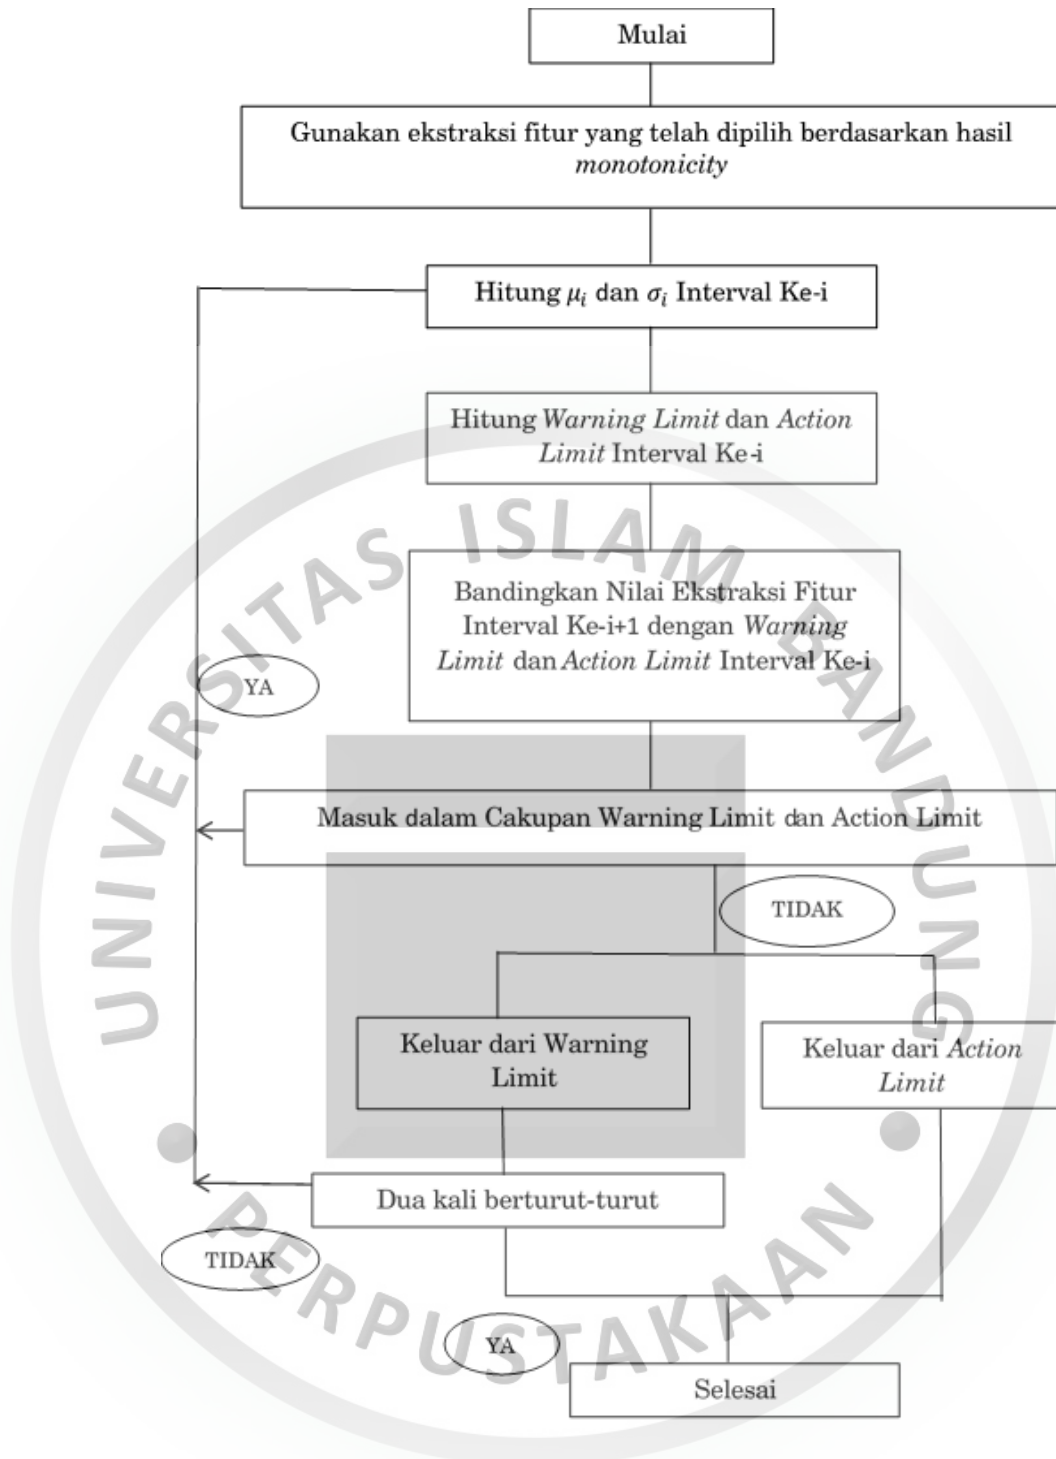 Mulai
Gunakan ekstraksi fitur yang telah dipilih berdasarkan hasil
monotonicity
Hitung μᵢ dan σᵢ Interval Ke-i
Hitung Warning Limit dan Action
Limit Interval Ke-i
Bandingkan Nilai Ekstraksi Fitur
Interval Ke-i+1 dengan Warning
Limit dan Action Limit Interval Ke-i
YA
Masuk dalam Cakupan Warning Limit dan Action Limit
TIDAK
Keluar dari Warning
Limit
Keluar dari Action
Limit
Dua kali berturut-turut
TIDAK
YA
Selesai
UNIVERSITAS ISLAM BANDUNG
PERPUSTAKAAN